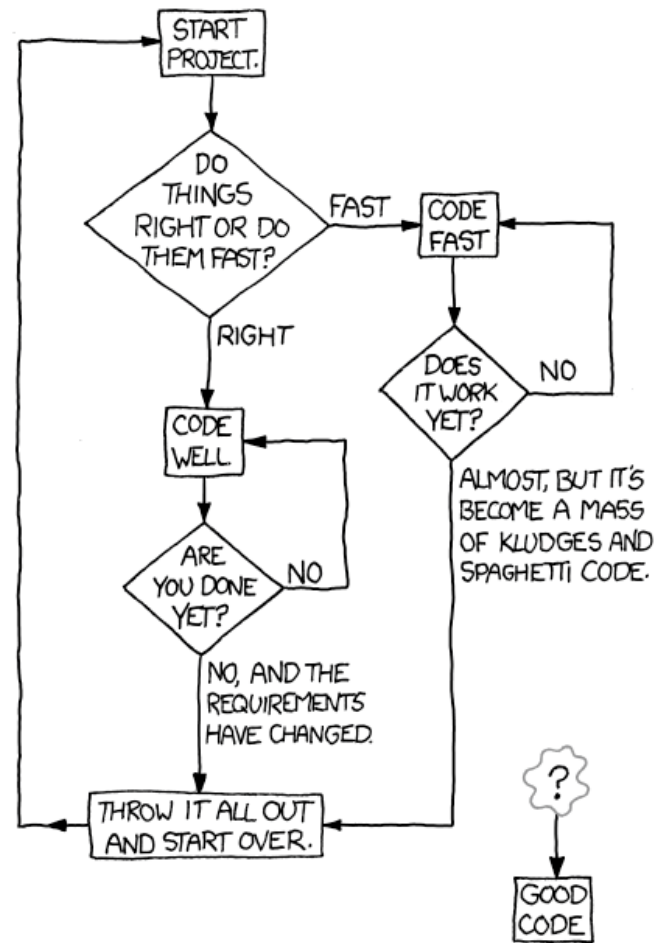 START
PROJECT.
DO
THINGS
RIGHT OR DO
THEM FAST?
FAST
CODE
FAST
RIGHT
DOES
IT WORK
YET?
NO
CODE
WELL.
ALMOST, BUT IT'S
BECOME A MASS
OF KLUDGES AND
SPAGHETTI CODE.
ARE
YOU DONE
YET?
NO
NO, AND THE
REQUIREMENTS
HAVE CHANGED.
THROW IT ALL OUT
AND START OVER.
?
GOOD
CODE